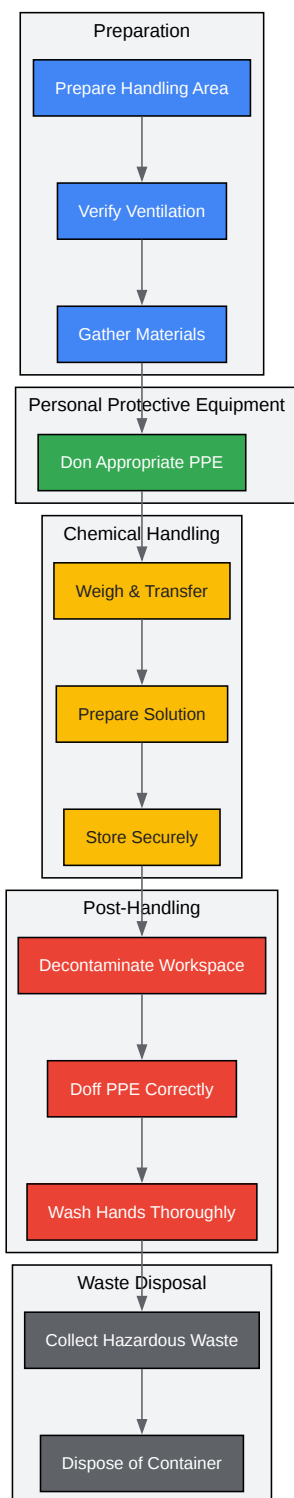 Preparation
Prepare Handling Area
Verify Ventilation
Gather Materials
Personal Protective Equipment
Don Appropriate PPE
Chemical Handling
Weigh & Transfer
Prepare Solution
Store Securely
Post-Handling
Decontaminate Workspace
Doff PPE Correctly
Wash Hands Thoroughly
Waste Disposal
Collect Hazardous Waste
Dispose of Container